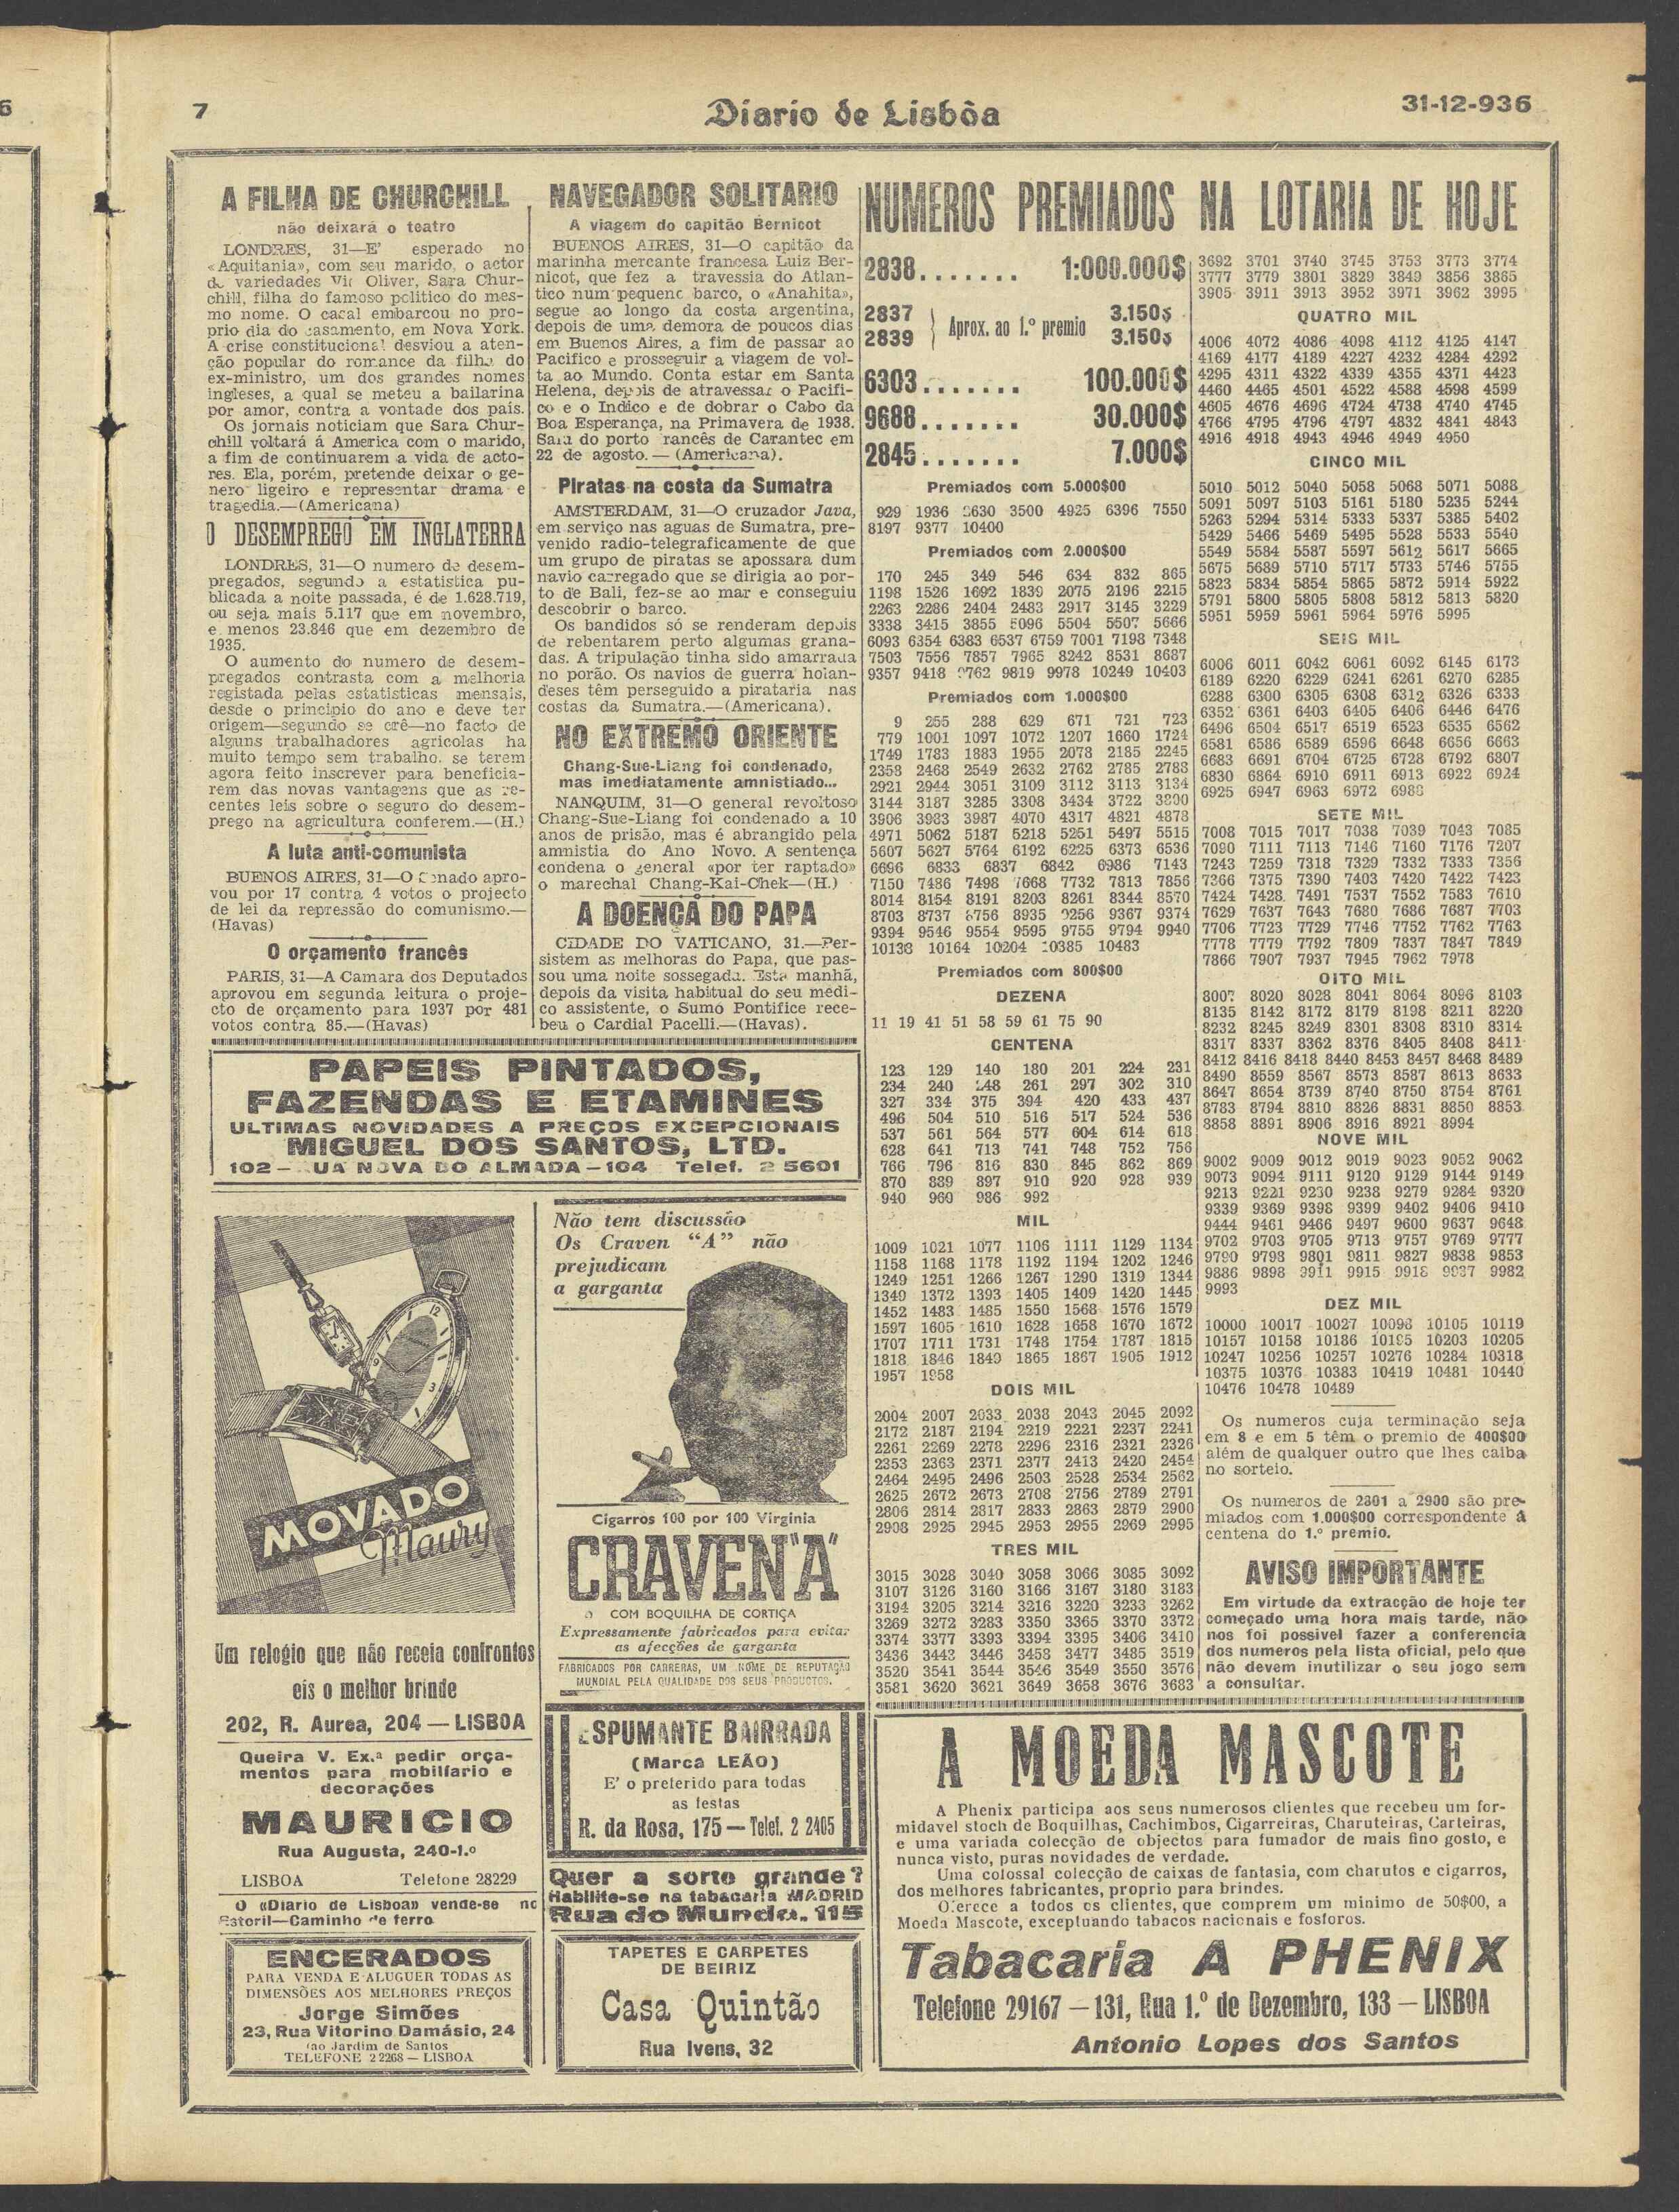 7
Diario de Lisbôa
31-12-936
A FILHA DE CHURCHILL
não deixará o teatro
LONDRES, 31—E' esperado no
«Aquitania», com seu marido, o actor
de variedades Vic Oliver, Sara Chur-
chill, filha do famoso politico do mes-
mo nome. O casal embarcou no pro-
prio dia do casamento, em Nova York.
A crise constitucional desviou a aten-
ção popular do romance da filha do
ex-ministro, um dos grandes nomes
ingleses, a qual se meteu a bailarina
por amor, contra a vontade dos pais.
Os jornais noticiam que Sara Chur-
chill voltará á America com o marido,
a fim de continuarem a vida de acto-
res. Ela, porém, pretende deixar o ge-
nero ligeiro e representar drama e
tragedia.—(Americana)
O DESEMPREGO EM INGLATERRA
LONDRES, 31—O numero de desem-
pregados, segundo a estatistica pu-
blicada a noite passada, é de 1.628.719,
ou seja mais 5.117 que em novembro,
e menos 23.846 que em dezembro de
1935.
O aumento do numero de desem-
pregados contrasta com a melhoria
registada pelas estatisticas mensais,
desde o principio do ano e deve ter
origem—segundo se crê—no facto de
alguns trabalhadores agricolas ha
muito tempo sem trabalho, se terem
agora feito inscrever para beneficia-
rem das novas vantagens que as re-
centes leis sobre o seguro do desem-
prego na agricultura conferem.—(H.)
A luta anti-comunista
BUENOS AIRES, 31—O Senado apro-
vou por 17 contra 4 votos o projecto
de lei da repressão do comunismo.—
(Havas)
O orçamento francês
PARIS, 31—A Camara dos Deputados
aprovou em segunda leitura o proje-
cto de orçamento para 1937 por 481
votos contra 85.—(Havas)
NAVEGADOR SOLITARIO
A viagem do capitão Bernicot
BUENOS AIRES, 31—O capitão da
marinha mercante francesa Luiz Ber-
nicot, que fez a travessia do Atlan-
tico num pequeno barco, o «Anahita»,
segue ao longo da costa argentina,
depois de uma demora de poucos dias
em Buenos Aires, a fim de passar ao
Pacifico e prosseguir a viagem de vol-
ta ao Mundo. Conta estar em Santa
Helena, depois de atravessar o Pacifi-
co e o Indico e de dobrar o Cabo da
Boa Esperança, na Primavera de 1938.
Saiu do porto francês de Carantec em
22 de agosto. — (Americana).
Piratas na costa da Sumatra
AMSTERDAM, 31—O cruzador Java,
em serviço nas aguas de Sumatra, pre-
venido radio-telegraficamente de que
um grupo de piratas se apossara dum
navio carregado que se dirigia ao por-
to de Bali, fez-se ao mar e conseguiu
descobrir o barco.
Os bandidos só se renderam depois
de rebentarem perto algumas grana-
das. A tripulação tinha sido amarrada
no porão. Os navios de guerra holan-
deses têm perseguido a pirataria nas
costas da Sumatra.—(Americana).
NO EXTREMO ORIENTE
Chang-Sue-Liang foi condenado,
mas imediatamente amnistiado...
NANQUIM, 31—O general revoltoso
Chang-Sue-Liang foi condenado a 10
anos de prisão, mas é abrangido pela
amnistia do Ano Novo. A sentença
condena o general «por ter raptado»
o marechal Chang-Kai-Chek—(H.)
A DOENÇA DO PAPA
CIDADE DO VATICANO, 31.—Per-
sistem as melhoras do Papa, que pas-
sou uma noite sossegada. Esta manhã,
depois da visita habitual do seu medi-
co assistente, o Sumo Pontifice rece-
beu o Cardial Pacelli.—(Havas).
PAPEIS PINTADOS,
FAZENDAS E ETAMINES
ULTIMAS NOVIDADES A PREÇOS EXCEPCIONAIS
MIGUEL DOS SANTOS, LTD.
102 — UA NOVA DO ALMADA — 104 Telef. 2 5601
MOVADO
Maury
Um relogio que não receia confrontos
eis o melhor brinde
202, R. Aurea, 204 — LISBOA
Queira V. Ex.ª pedir orça-
mentos para mobiliario e
decorações
MAURICIO
Rua Augusta, 240-1.º
LISBOA Telefone 28229
O «Diario de Lisboa» vende-se no
Estoril—Caminho de ferro
ENCERADOS
PARA VENDA E ALUGUER TODAS AS
DIMENSÕES AOS MELHORES PREÇOS
Jorge Simões
23, Rua Vitorino Damásio, 24
(ao Jardim de Santos
TELEFONE 2 2268 — LISBOA
Não tem discussão
Os Craven "A" não
prejudicam
a garganta
Cigarros 100 por 100 Virginia
CRAVEN "A"
COM BOQUILHA DE CORTIÇA
Expressamente fabricados para evitar
as afecções de garganta
FABRICADOS POR CARRERAS, UM NOME DE REPUTAÇÃO
MUNDIAL PELA QUALIDADE DOS SEUS PRODUCTOS.
ESPUMANTE BAIRRADA
(Marca LEÃO)
E' o preferido para todas
as festas
R. da Rosa, 175 — Telef. 2 2405
Quer a sorte grande?
Habilite-se na tabacaria MADRID
Rua do Mundo, 115
TAPETES E CARPETES
DE BEIRIZ
Casa Quintão
Rua Ivens, 32
NUMEROS PREMIADOS NA LOTARIA DE HOJE
2838....... 1:000.000$
2837 3.150$
Aprox. ao 1.º premio
2839 3.150$
6303....... 100.000$
9688....... 30.000$
2845....... 7.000$
Premiados com 5.000$00
929 1936 3500 4925 6396 7550
8197 9377 10400
Premiados com 2.000$00
170 245 349 546 634 832 865
1198 1526 1692 1839 2075 2196 2215
2263 2286 2404 2483 2917 3145 3229
3338 3415 3855 5096 5504 5507 5666
6093 6354 6383 6537 6759 7001 7198 7348
7503 7556 7857 7965 8242 8531 8687
9357 9418 9762 9819 9978 10249 10403
Premiados com 1.000$00
9 255 288 629 671 721 723
779 1001 1097 1072 1207 1660 1724
1749 1783 1883 1955 2078 2185 2245
2358 2468 2549 2632 2762 2785 2788
2921 2944 3051 3109 3112 3113 3134
3144 3187 3285 3308 3434 3722 3800
3906 3983 3987 4070 4317 4821 4878
4971 5062 5187 5218 5251 5497 5515
5607 5627 5764 6192 6225 6373 6536
6696 6833 6837 6842 6986 7143
7150 7486 7498 7668 7732 7813 7856
8014 8154 8191 8203 8261 8344 8570
8703 8737 8756 8935 9256 9367 9374
9394 9546 9554 9595 9755 9794 9940
10138 10164 10204 10385 10483
Premiados com 800$00
DEZENA
11 19 41 51 58 59 61 75 90
CENTENA
123 129 140 180 201 224 231
234 240 248 261 297 302 310
327 334 375 394 420 433 437
496 504 510 516 517 524 536
537 561 564 577 604 614 618
628 641 713 741 748 752 756
766 796 816 830 845 862 869
870 889 897 910 920 928 939
940 960 986 992
MIL
1009 1021 1077 1106 1111 1129 1134
1158 1168 1178 1192 1194 1202 1246
1249 1251 1266 1267 1290 1319 1344
1349 1372 1393 1405 1409 1420 1445
1452 1483 1485 1550 1568 1576 1579
1597 1605 1610 1628 1658 1670 1672
1707 1711 1731 1748 1754 1787 1815
1818 1846 1849 1865 1867 1905 1912
1957 1958
DOIS MIL
2004 2007 2033 2038 2043 2045 2092
2172 2187 2194 2219 2221 2237 2241
2261 2269 2278 2296 2316 2321 2326
2353 2363 2371 2377 2413 2420 2454
2464 2495 2496 2503 2528 2534 2562
2625 2672 2673 2708 2756 2789 2791
2806 2814 2817 2833 2863 2879 2900
2908 2925 2945 2953 2955 2969 2995
TRES MIL
3015 3028 3040 3058 3066 3085 3092
3107 3126 3160 3166 3167 3180 3183
3194 3205 3214 3216 3220 3233 3262
3269 3272 3283 3350 3365 3370 3372
3374 3377 3393 3394 3395 3406 3410
3436 3443 3446 3458 3477 3485 3519
3520 3541 3544 3546 3549 3550 3576
3581 3620 3621 3649 3658 3676 3683
3692 3701 3740 3745 3753 3773 3774
3777 3779 3801 3829 3849 3856 3865
3905 3911 3913 3952 3971 3962 3995
QUATRO MIL
4006 4072 4086 4098 4112 4125 4147
4169 4177 4189 4227 4232 4284 4292
4295 4311 4322 4339 4355 4371 4423
4460 4465 4501 4522 4588 4598 4599
4605 4676 4696 4724 4738 4740 4745
4766 4795 4796 4797 4832 4841 4843
4916 4918 4943 4946 4949 4950
CINCO MIL
5010 5012 5040 5058 5068 5071 5088
5091 5097 5103 5161 5180 5235 5244
5263 5294 5314 5333 5337 5385 5402
5429 5466 5469 5495 5528 5533 5540
5549 5584 5587 5597 5612 5617 5665
5675 5689 5710 5717 5733 5746 5755
5823 5834 5854 5865 5872 5914 5922
5791 5800 5805 5808 5812 5813 5820
5951 5959 5961 5964 5976 5995
SEIS MIL
6006 6011 6042 6061 6092 6145 6173
6189 6220 6229 6241 6261 6270 6285
6288 6300 6305 6308 6312 6326 6333
6352 6361 6403 6405 6406 6446 6476
6496 6504 6517 6519 6523 6535 6562
6581 6586 6589 6596 6648 6656 6663
6683 6691 6704 6725 6728 6792 6807
6830 6864 6910 6911 6913 6922 6924
6925 6947 6963 6972 6988
SETE MIL
7008 7015 7017 7038 7039 7043 7085
7090 7111 7113 7146 7160 7176 7207
7243 7259 7318 7329 7332 7333 7356
7366 7375 7390 7403 7420 7422 7423
7424 7428 7491 7537 7552 7583 7610
7629 7637 7643 7680 7686 7687 7703
7706 7723 7729 7746 7752 7762 7763
7778 7779 7792 7809 7837 7847 7849
7866 7907 7937 7945 7962 7978
OITO MIL
8007 8020 8028 8041 8064 8096 8103
8135 8142 8172 8179 8198 8211 8220
8232 8245 8249 8301 8308 8310 8314
8317 8337 8362 8376 8405 8408 8411
8412 8416 8418 8440 8453 8457 8468 8489
8490 8559 8567 8573 8587 8613 8633
8647 8654 8739 8740 8750 8754 8761
8783 8794 8810 8826 8831 8850 8853
8858 8891 8906 8916 8921 8994
NOVE MIL
9002 9009 9012 9019 9023 9052 9062
9073 9094 9111 9120 9129 9144 9149
9213 9221 9230 9238 9279 9284 9320
9339 9369 9398 9399 9402 9406 9410
9444 9461 9466 9497 9600 9637 9648
9702 9703 9705 9713 9757 9769 9777
9790 9798 9801 9811 9827 9838 9853
9886 9898 9911 9915 9918 9937 9982
9993
DEZ MIL
10000 10017 10027 10098 10105 10119
10157 10158 10186 10195 10203 10205
10247 10256 10257 10276 10284 10318
10375 10376 10383 10419 10481 10440
10476 10478 10489
Os numeros cuja terminação seja
em 8 e em 5 têm o premio de 400$00
além de qualquer outro que lhes caiba
no sorteio.
Os numeros de 2801 a 2900 são pre-
miados com 1.000$00 correspondente á
centena do 1.º premio.
AVISO IMPORTANTE
Em virtude da extracção de hoje ter
começado uma hora mais tarde, não
nos foi possivel fazer a conferencia
dos numeros pela lista oficial, pelo que
não devem inutilizar o seu jogo sem
a consultar.
A MOEDA MASCOTE
A Phenix participa aos seus numerosos clientes que recebeu um for-
midavel stoch de Boquilhas, Cachimbos, Cigarreiras, Charuteiras, Carteiras,
e uma variada colecção de objectos para fumador de mais fino gosto, e
nunca visto, puras novidades de verdade.
Uma colossal colecção de caixas de fantasia, com charutos e cigarros,
dos melhores fabricantes, proprio para brindes.
Oferece a todos os clientes, que comprem um minimo de 50$00, a
Moeda Mascote, exceptuando tabacos nacionais e fosforos.
Tabacaria A PHENIX
Telefone 29167 — 131, Rua 1.º de Dezembro, 133 — LISBOA
Antonio Lopes dos Santos